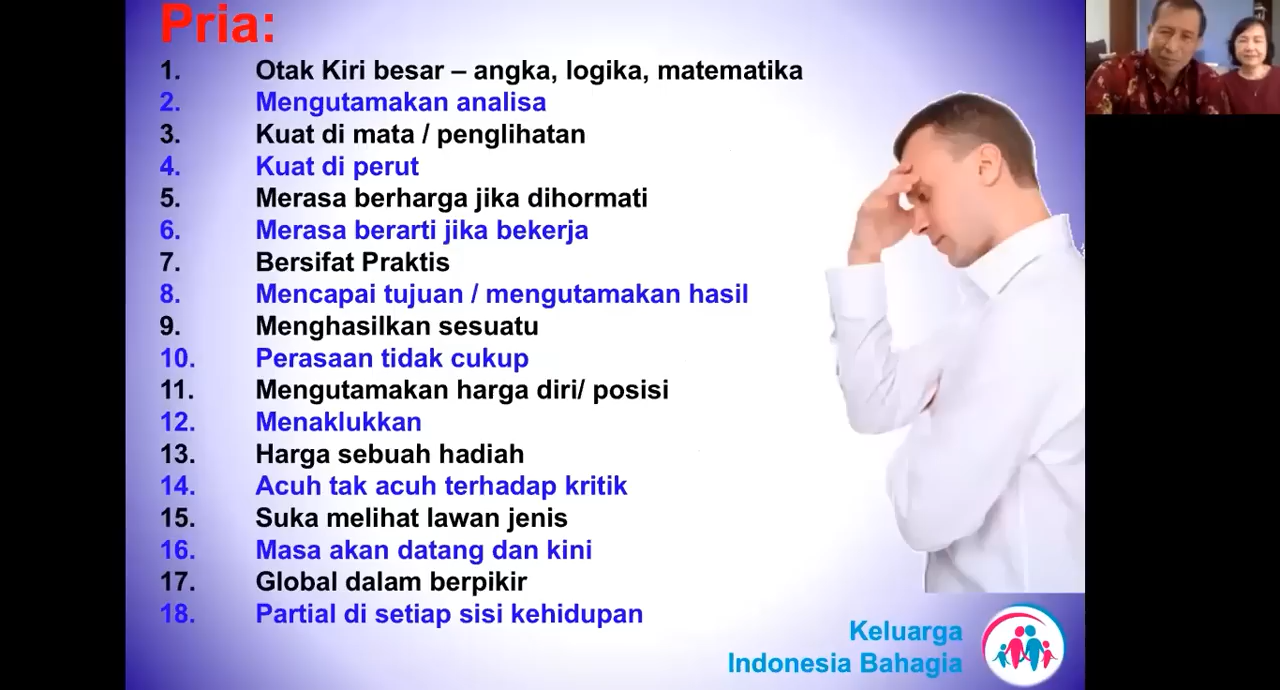 Pria:
1. Otak Kiri besar – angka, logika, matematika
2. Mengutamakan analisa
3. Kuat di mata / penglihatan
4. Kuat di perut
5. Merasa berharga jika dihormati
6. Merasa berarti jika bekerja
7. Bersifat Praktis
8. Mencapai tujuan / mengutamakan hasil
9. Menghasilkan sesuatu
10. Perasaan tidak cukup
11. Mengutamakan harga diri/ posisi
12. Menaklukkan
13. Harga sebuah hadiah
14. Acuh tak acuh terhadap kritik
15. Suka melihat lawan jenis
16. Masa akan datang dan kini
17. Global dalam berpikir
18. Partial di setiap sisi kehidupan
Keluarga
Indonesia Bahagia